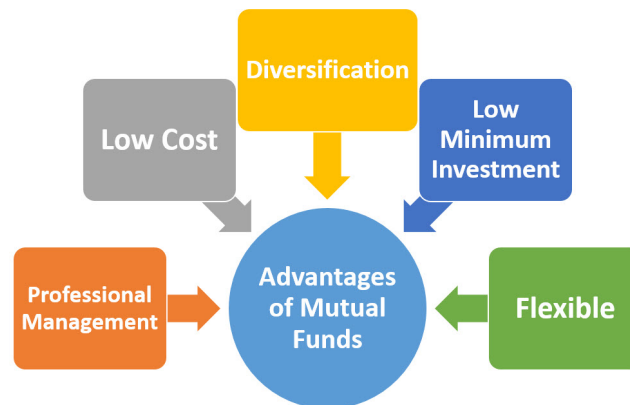 Diversification
Low Cost
Low
Minimum
Investment
Professional
Management
Advantages
of Mutual
Funds
Flexible